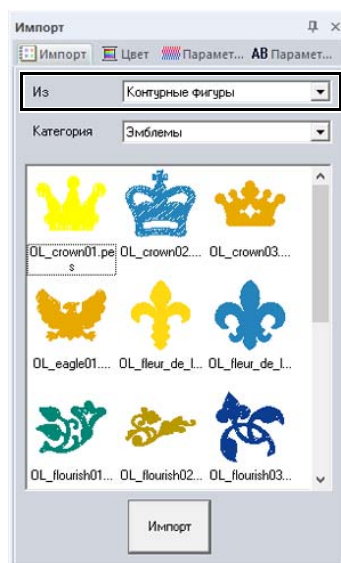 Импорт
Импорт Цвет Парамет... AB Парамет...
Из Контурные фигуры
Категория Эмблемы
OL_crown01.pe
s
OL_crown02.... OL_crown03....
OL_eagle01.... OL_fleur_de_l... OL_fleur_de_l...
OL_flourish01... OL_flourish02... OL_flourish03...
Импорт